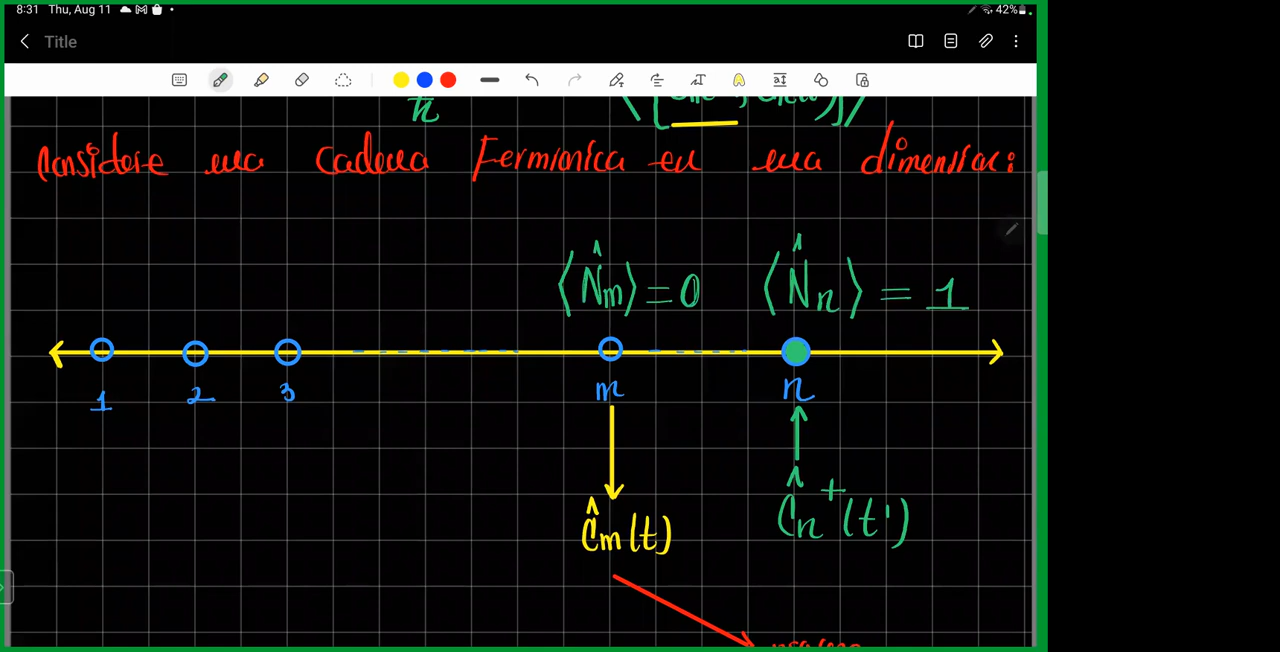 8:31 Thu, Aug 11 42%
Title
ħ
Considere una Cadena Fermionica en una dimension:
⟨N̂m⟩=0 ⟨N̂n⟩ = 1
1 2 3 m n
Ĉm(t) Ĉn⁺(t')